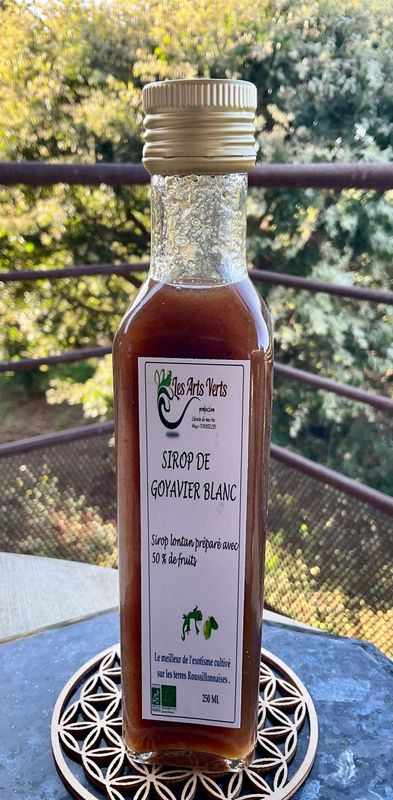 Les Arts Verts
production
SIROP DE
GOYAVIER BLANC
Sirop lontan préparé avec
50 % de fruits
Le meilleur de l'exotisme cultivé
sur les terres Roussillonnaises .
250 ML